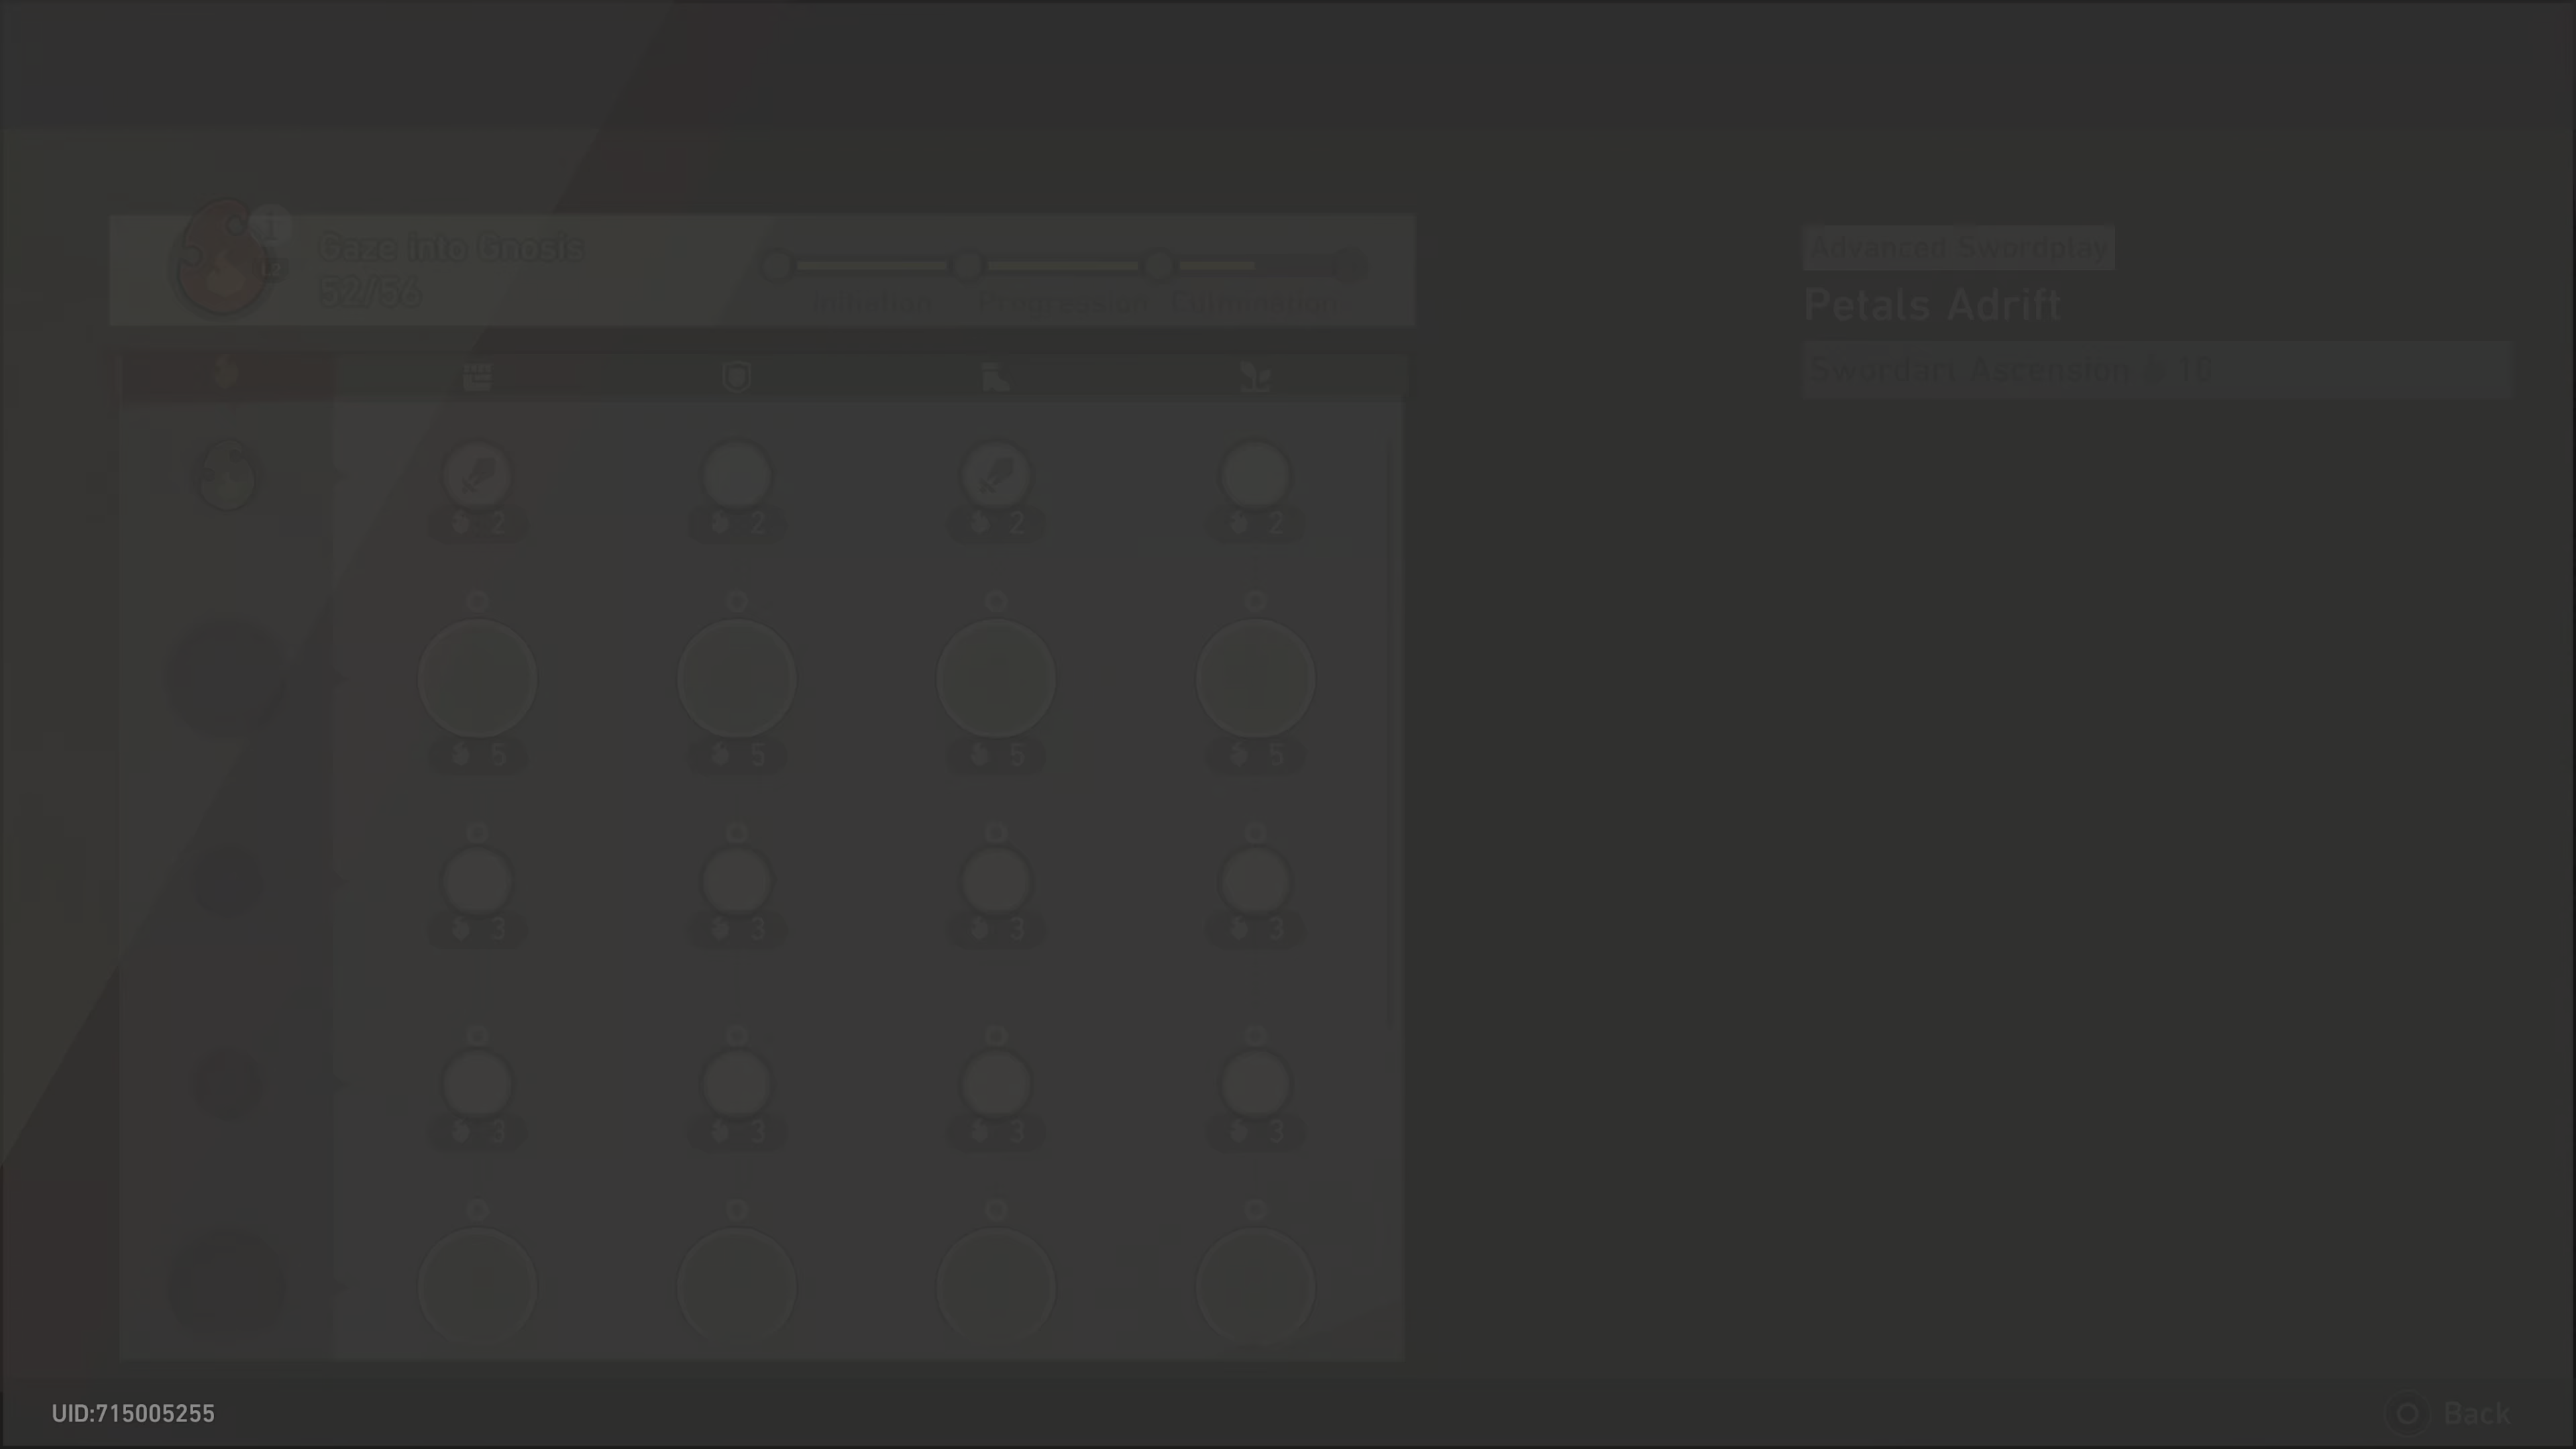 Gaze into Gnosis
52/56
Initiation Progression Culmination
Advanced Swordplay
Petals Adrift
Swordart Ascension 10
2 2 2 2
5 5 5 5
3 3 3 3
3 3 3 3
UID:715005255
Back